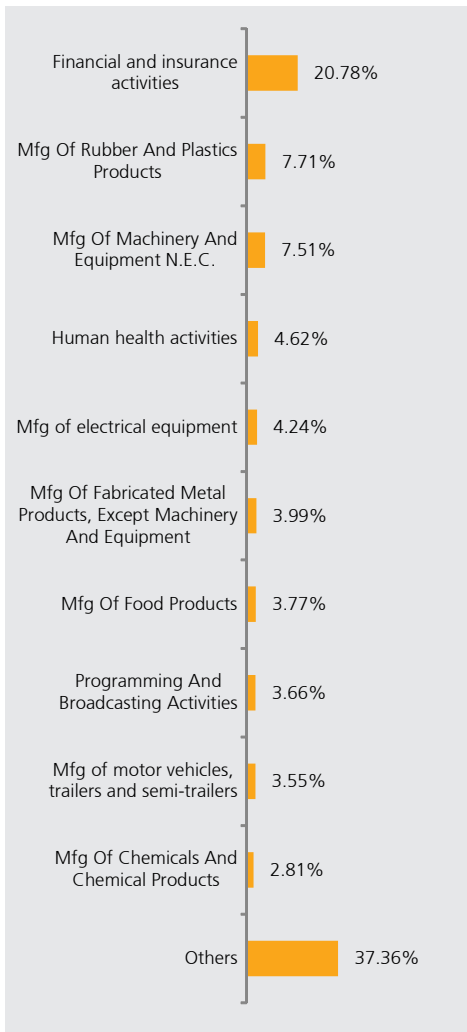 Financial and insurance
activities
20.78%
Mfg Of Rubber And Plastics
Products
7.71%
Mfg Of Machinery And
Equipment N.E.C.
7.51%
Human health activities
4.62%
Mfg of electrical equipment
4.24%
Mfg Of Fabricated Metal
Products, Except Machinery
And Equipment
3.99%
Mfg Of Food Products
3.77%
Programming And
Broadcasting Activities
3.66%
Mfg of motor vehicles,
trailers and semi-trailers
3.55%
Mfg Of Chemicals And
Chemical Products
2.81%
Others
37.36%